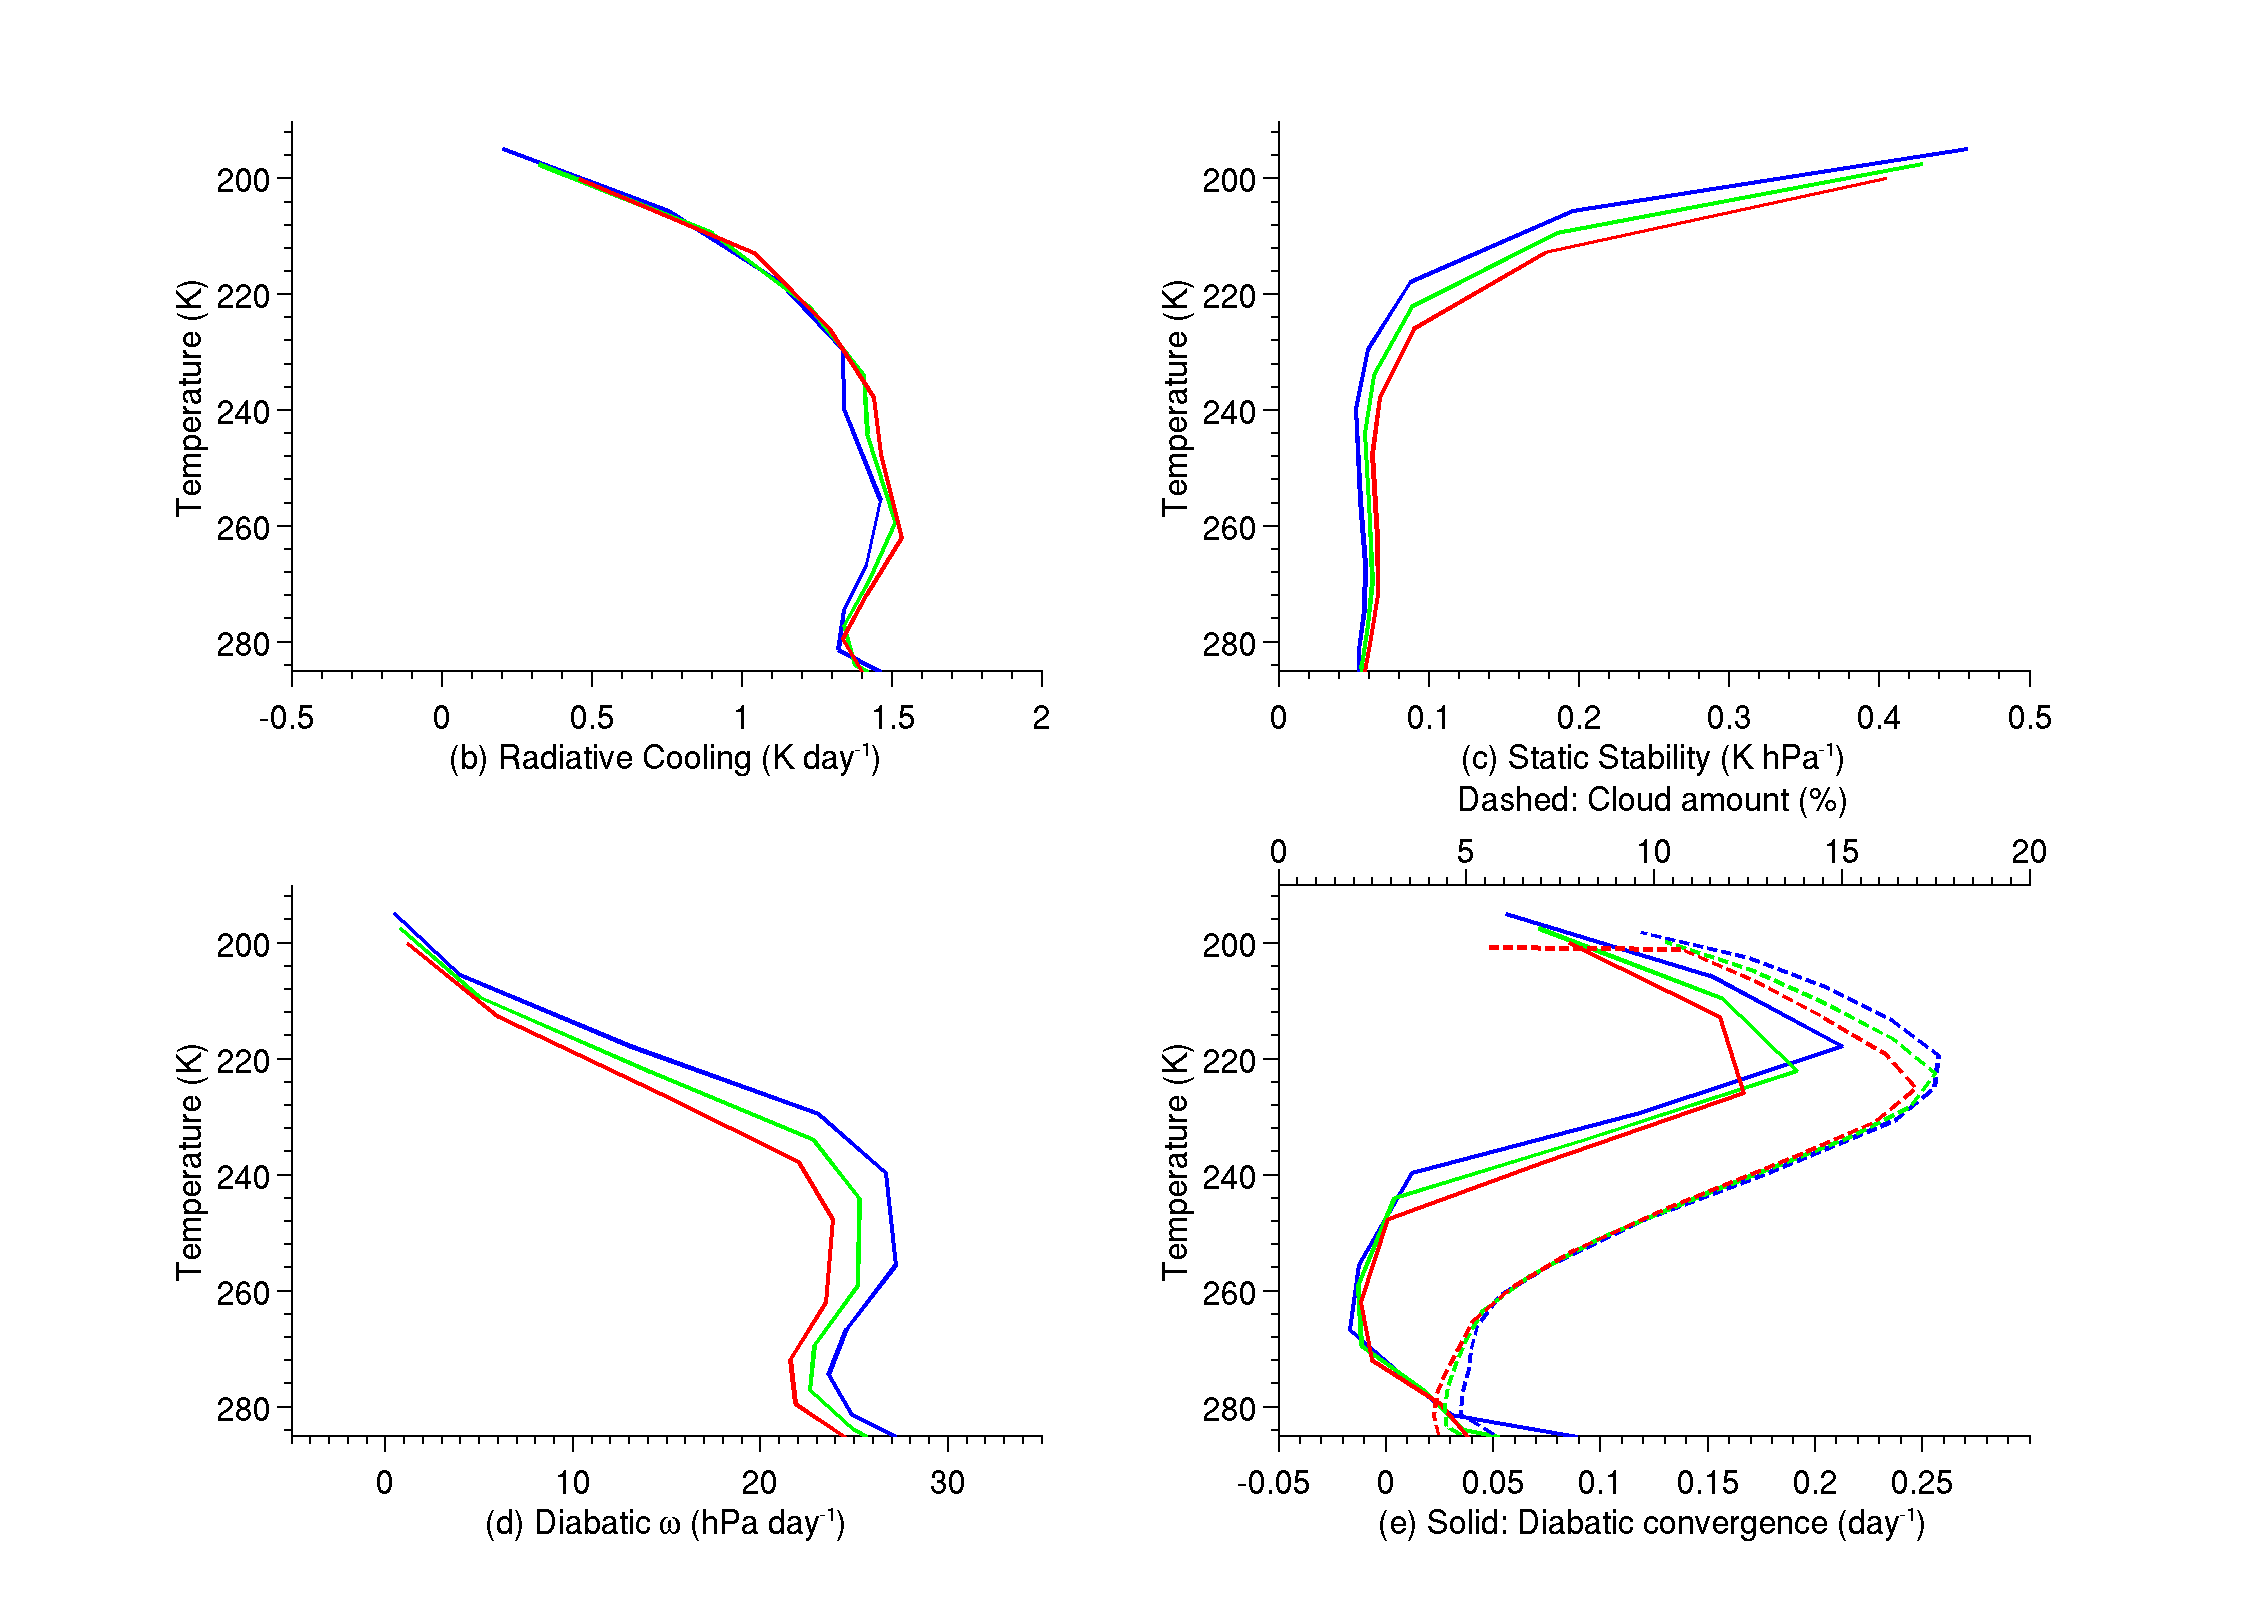 Temperature (K)
200
220
240
260
280
-0.5 0 0.5 1 1.5 2
(b) Radiative Cooling (K day-1)
Temperature (K)
200
220
240
260
280
0 0.1 0.2 0.3 0.4 0.5
(c) Static Stability (K hPa-1)
Temperature (K)
200
220
240
260
280
0 10 20 30
(d) Diabatic ω (hPa day-1)
Dashed: Cloud amount (%)
0 5 10 15 20
Temperature (K)
200
220
240
260
280
-0.05 0 0.05 0.1 0.15 0.2 0.25
(e) Solid: Diabatic convergence (day-1)